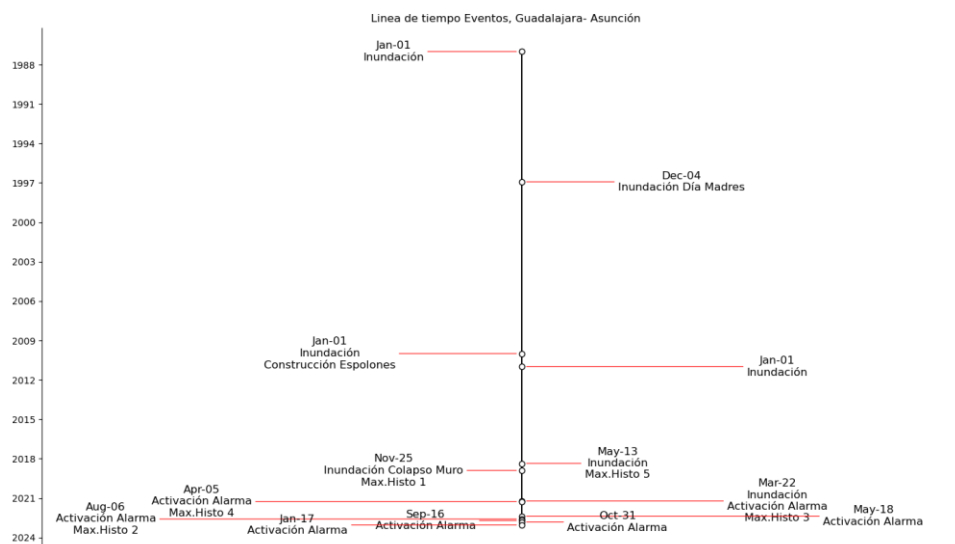 Linea de tiempo Eventos, Guadalajara- Asunción
Jan-01
Inundación
1988
1991
1994
1997
Dec-04
Inundación Día Madres
2000
2003
2006
2009
Jan-01
Inundación
Construcción Espolones
Jan-01
Inundación
2012
2015
2018
May-13
Inundación
Max.Histo 5
Nov-25
Inundación Colapso Muro
Max.Histo 1
2021
Mar-22
Inundación
Activación Alarma
Max.Histo 3
Apr-05
Activación Alarma
Max.Histo 4
Aug-06
Activación Alarma
Max.Histo 2
May-18
Activación Alarma
Sep-16
Activación Alarma
Oct-31
Activación Alarma
Jan-17
Activación Alarma
2024